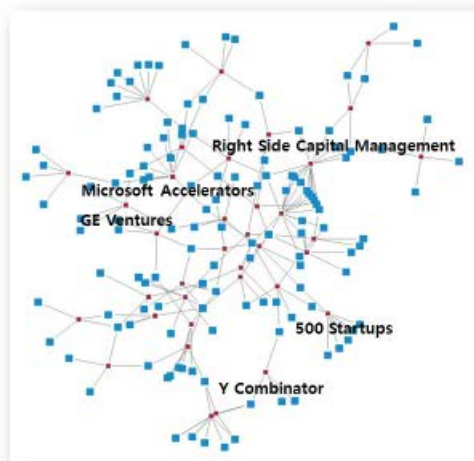 Right Side Capital Management
Microsoft Accelerators
GE Ventures
500 Startups
Y Combinator